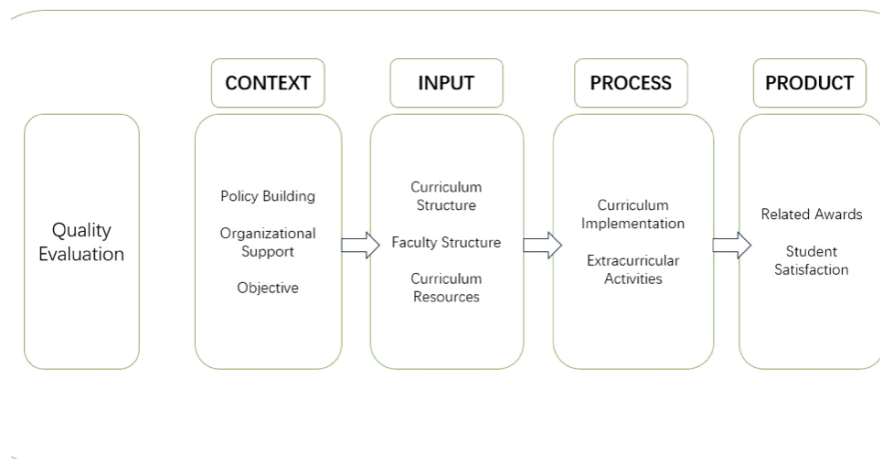 CONTEXT
INPUT
PROCESS
PRODUCT
Quality
Evaluation
Policy Building
Organizational
Support
Objective
Curriculum
Structure
Faculty Structure
Curriculum
Resources
Curriculum
Implementation
Extracurricular
Activities
Related Awards
Student
Satisfaction